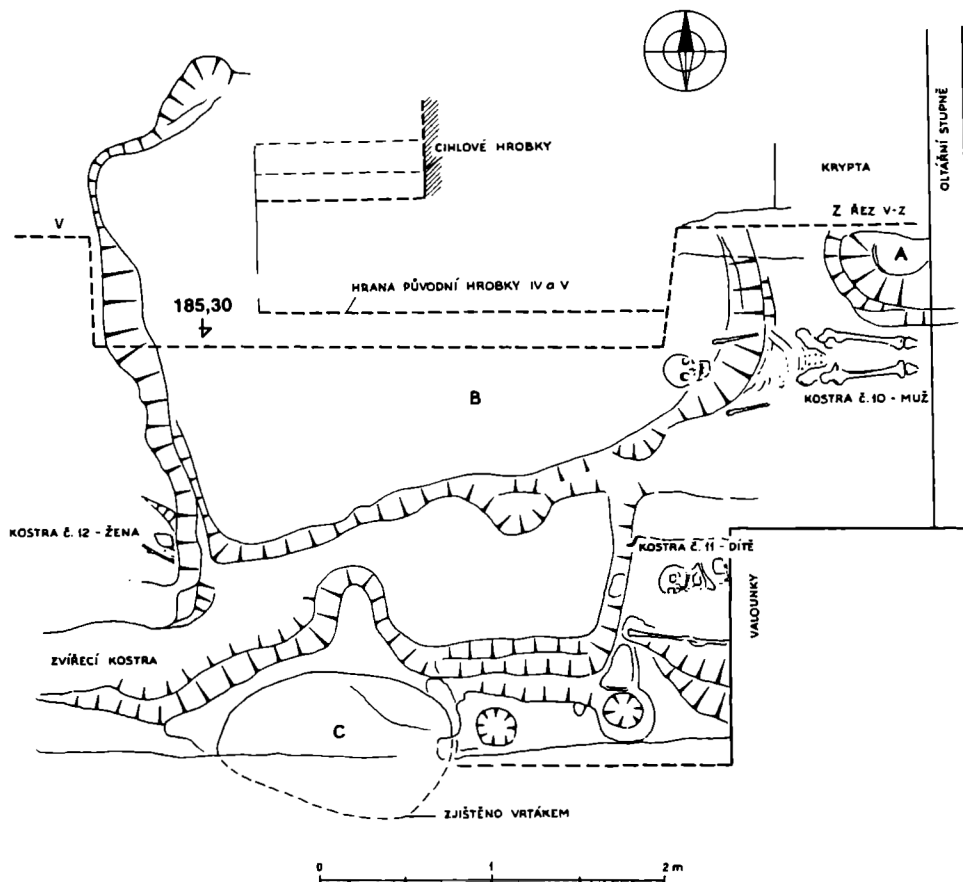 CIHLOVÉ HROBKY
OLTÁŘNÍ STUPNĚ
KRYPTA
V
Z ŘEZ V-Z
A
HRANA PŮVODNÍ HROBKY IV a V
185,30
B
KOSTRA Č. 10 - MUŽ
KOSTRA Č. 12 - ŽENA
KOSTRA Č. 11 - DÍTĚ
VALOUNKY
ZVÍŘECÍ KOSTRA
C
ZJIŠTĚNO VRTÁKEM
0 1 2 m